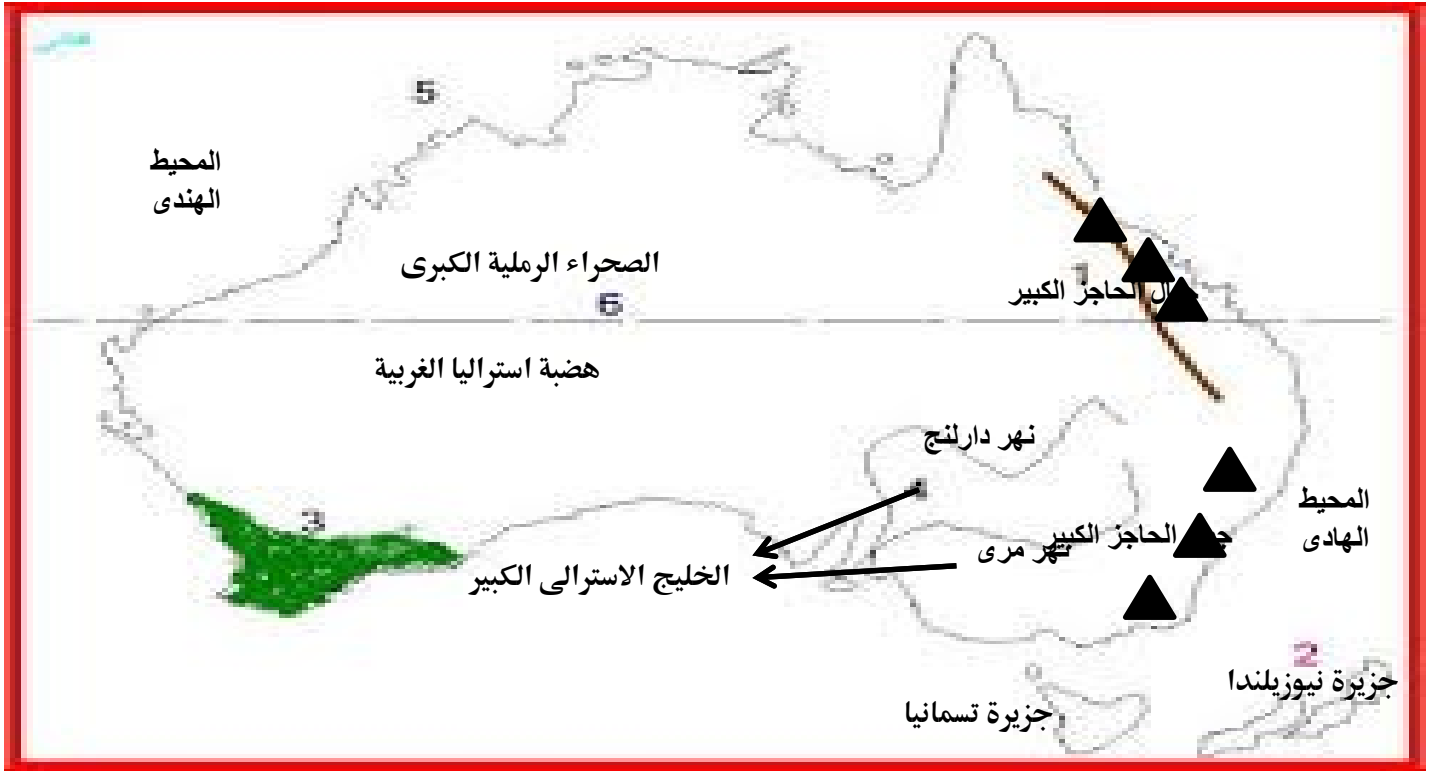 5
المحيط
الهندى
الصحراء الرملية الكبرى
6
جبال الحاجز الكبير
هضبة استراليا الغربية
نهر دارلنج
3
المحيط
الهادى
الحاجز الكبير
نهر مرى
الخليج الاسترالى الكبير
2
جزيرة نيوزيلندا
جزيرة تسمانيا